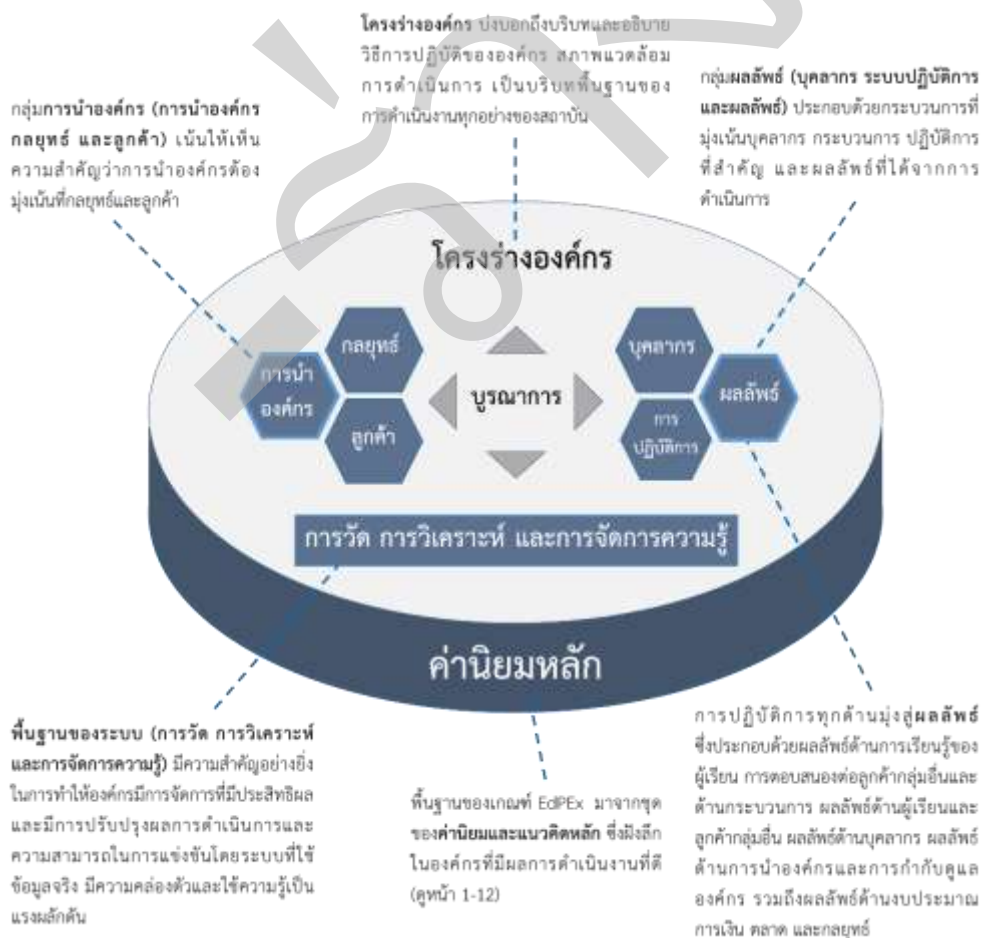 โครงร่างองค์กร บ่งบอกถึงบริบทและอธิบาย
วิธีการปฏิบัติขององค์กร สภาพแวดล้อม
การดำเนินการ เป็นบริบทพื้นฐานของ
การดำเนินงานทุกอย่างของสถาบัน
กลุ่มการนำองค์กร (การนำองค์กร
กลยุทธ์ และลูกค้า) เน้นให้เห็น
ความสำคัญว่าการนำองค์กรต้อง
มุ่งเน้นที่กลยุทธ์และลูกค้า
กลุ่มผลลัพธ์ (บุคลากร ระบบปฏิบัติการ
และผลลัพธ์) ประกอบด้วยกระบวนการที่
มุ่งเน้นบุคลากร กระบวนการ ปฏิบัติการ
ที่สำคัญ และผลลัพธ์ที่ได้จากการ
ดำเนินการ
โครงร่างองค์กร
การนำ
องค์กร
กลยุทธ์
ลูกค้า
บูรณาการ
บุคลากร
การ
ปฏิบัติการ
ผลลัพธ์
การวัด การวิเคราะห์ และการจัดการความรู้
ค่านิยมหลัก
พื้นฐานของระบบ (การวัด การวิเคราะห์
และการจัดการความรู้) มีความสำคัญอย่างยิ่ง
ในการทำให้องค์กรมีการจัดการที่มีประสิทธิผล
และมีการปรับปรุงผลการดำเนินการและ
ความสามารถในการแข่งขันโดยระบบที่ใช้
ข้อมูลจริง มีความคล่องตัวและใช้ความรู้เป็น
แรงผลักดัน
พื้นฐานของเกณฑ์ EdPEx มาจากชุด
ของค่านิยมและแนวคิดหลัก ซึ่งฝังลึก
ในองค์กรที่มีผลการดำเนินงานที่ดี
(ดูหน้า 1-12)
การปฏิบัติการทุกด้านมุ่งสู่ผลลัพธ์
ซึ่งประกอบด้วยผลลัพธ์ด้านการเรียนรู้ของ
ผู้เรียน การตอบสนองต่อลูกค้ากลุ่มอื่นและ
ด้านกระบวนการ ผลลัพธ์ด้านผู้เรียนและ
ลูกค้ากลุ่มอื่น ผลลัพธ์ด้านบุคลากร ผลลัพธ์
ด้านการนำองค์กรและการกำกับดูแล
องค์กร รวมถึงผลลัพธ์ด้านงบประมาณ
การเงิน ตลาด และกลยุทธ์